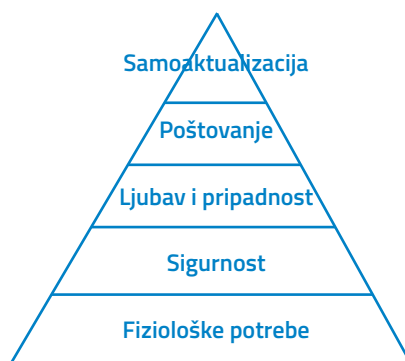 Samoaktualizacija
Poštovanje
Ljubav i pripadnost
Sigurnost
Fiziološke potrebe